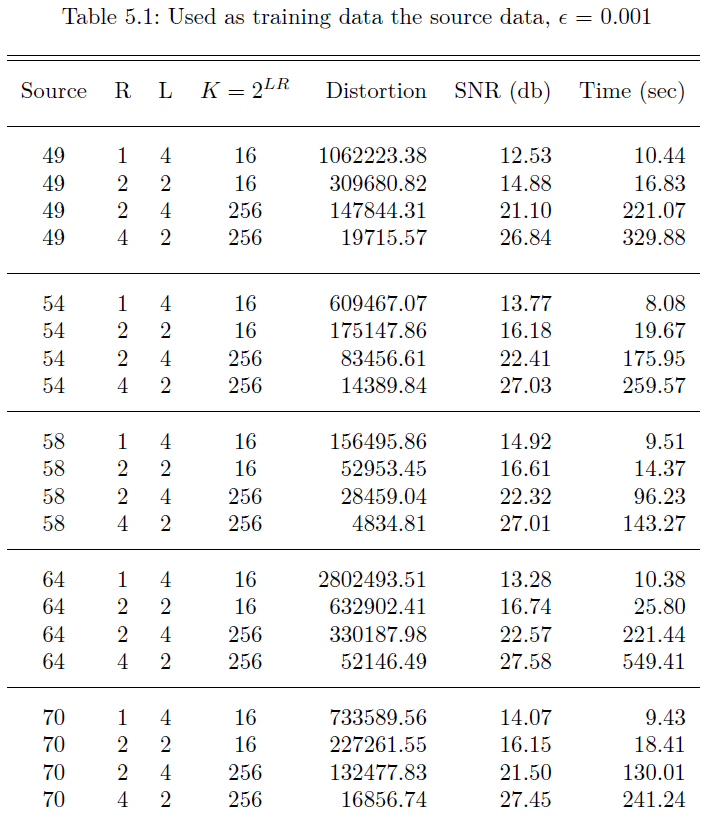 Table 5.1: Used as training data the source data, ϵ = 0.001
Source R L K = 2^{LR} Distortion SNR (db) Time (sec)
49 1 4 16 1062223.38 12.53 10.44
49 2 2 16 309680.82 14.88 16.83
49 2 4 256 147844.31 21.10 221.07
49 4 2 256 19715.57 26.84 329.88
54 1 4 16 609467.07 13.77 8.08
54 2 2 16 175147.86 16.18 19.67
54 2 4 256 83456.61 22.41 175.95
54 4 2 256 14389.84 27.03 259.57
58 1 4 16 156495.86 14.92 9.51
58 2 2 16 52953.45 16.61 14.37
58 2 4 256 28459.04 22.32 96.23
58 4 2 256 4834.81 27.01 143.27
64 1 4 16 2802493.51 13.28 10.38
64 2 2 16 632902.41 16.74 25.80
64 2 4 256 330187.98 22.57 221.44
64 4 2 256 52146.49 27.58 549.41
70 1 4 16 733589.56 14.07 9.43
70 2 2 16 227261.55 16.15 18.41
70 2 4 256 132477.83 21.50 130.01
70 4 2 256 16856.74 27.45 241.24